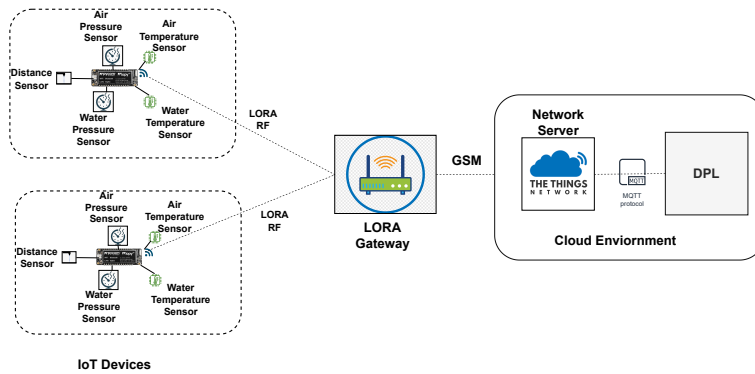 Air
Pressure
Sensor
Air
Temperature
Sensor
Distance
Sensor
Water
Pressure
Sensor
Water
Temperature
Sensor
LORA
RF
Air
Pressure
Sensor
Air
Temperature
Sensor
Distance
Sensor
Water
Pressure
Sensor
Water
Temperature
Sensor
LORA
RF
IoT Devices
LORA
Gateway
GSM
Network
Server
THE THINGS
NETWORK
MQTT
MQTT
protocol
DPL
Cloud Enviornment